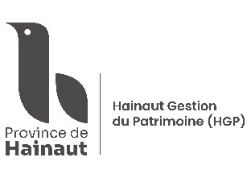 Province de
Hainaut
Hainaut Gestion
du Patrimoine (HGP)